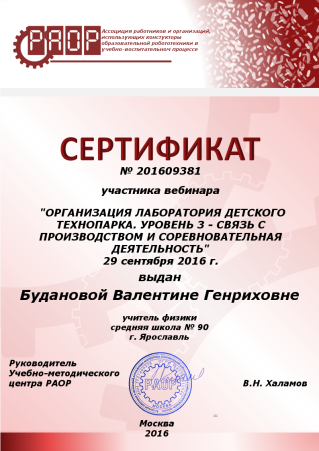 РАОР
Ассоциация работников и организаций,
использующих конструкторы
образовательной робототехники в
учебно-воспитательном процессе
СЕРТИФИКАТ
№ 201609381
участника вебинара
"ОРГАНИЗАЦИЯ ЛАБОРАТОРИЯ ДЕТСКОГО
ТЕХНОПАРКА. УРОВЕНЬ 3 - СВЯЗЬ С
ПРОИЗВОДСТВОМ И СОРЕВНОВАТЕЛЬНАЯ
ДЕЯТЕЛЬНОСТЬ"
29 сентября 2016 г.
выдан
Будановой Валентине Генриховне
учитель физики
средняя школа № 90
г. Ярославль
Руководитель
Учебно-методического
центра РАОР
В.Н. Халамов
РАОР
Москва
2016